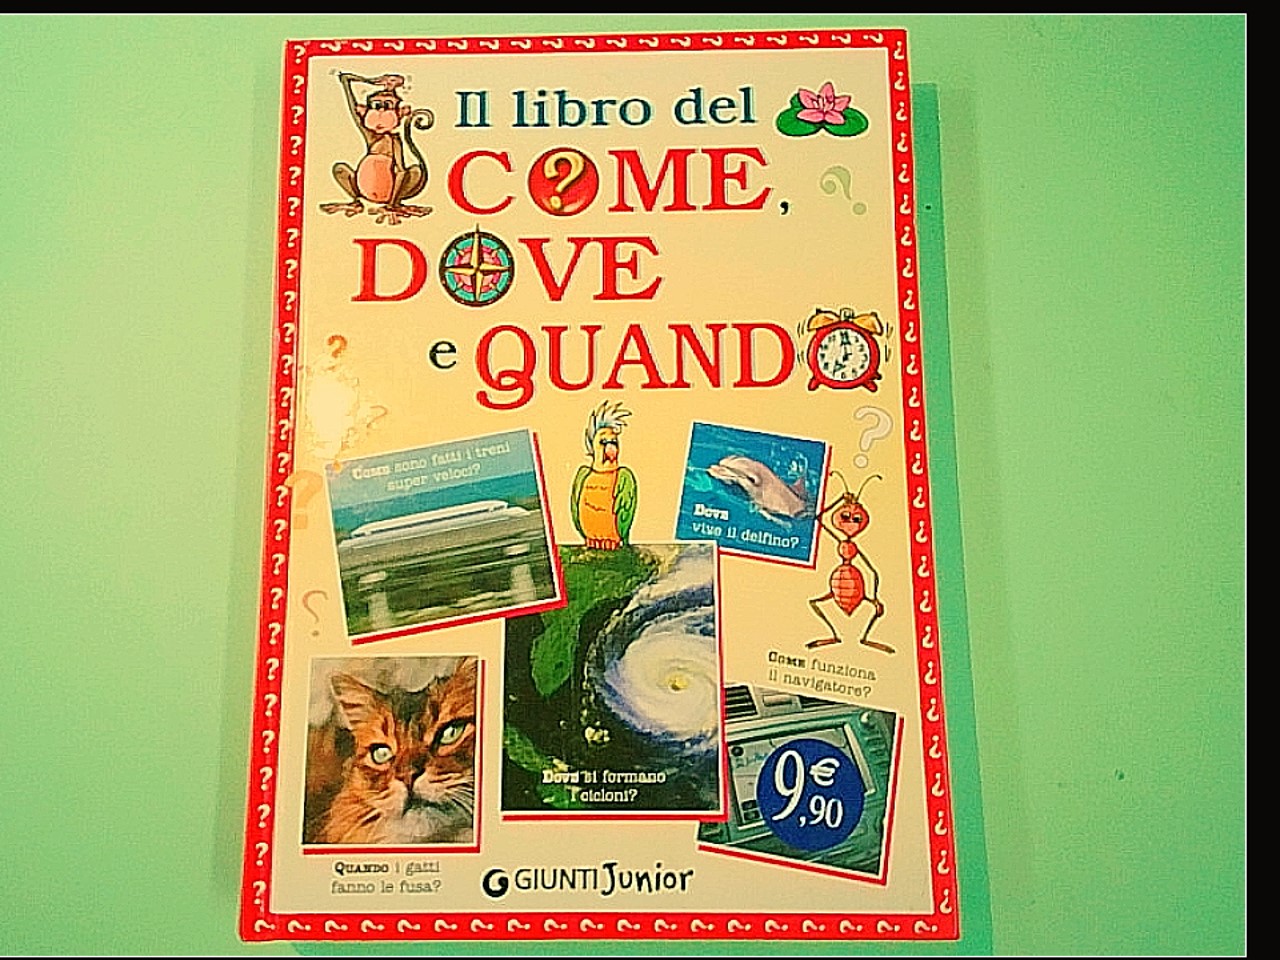 Il libro del
COME,
DOVE
e QUANDO
COME sono fatti i treni
super veloci?
DOVE
vive il delfino?
COME funziona
il navigatore?
DOVE si formano
i cicloni?
9,90 €
QUANDO i gatti
fanno le fusa?
GIUNTI Junior